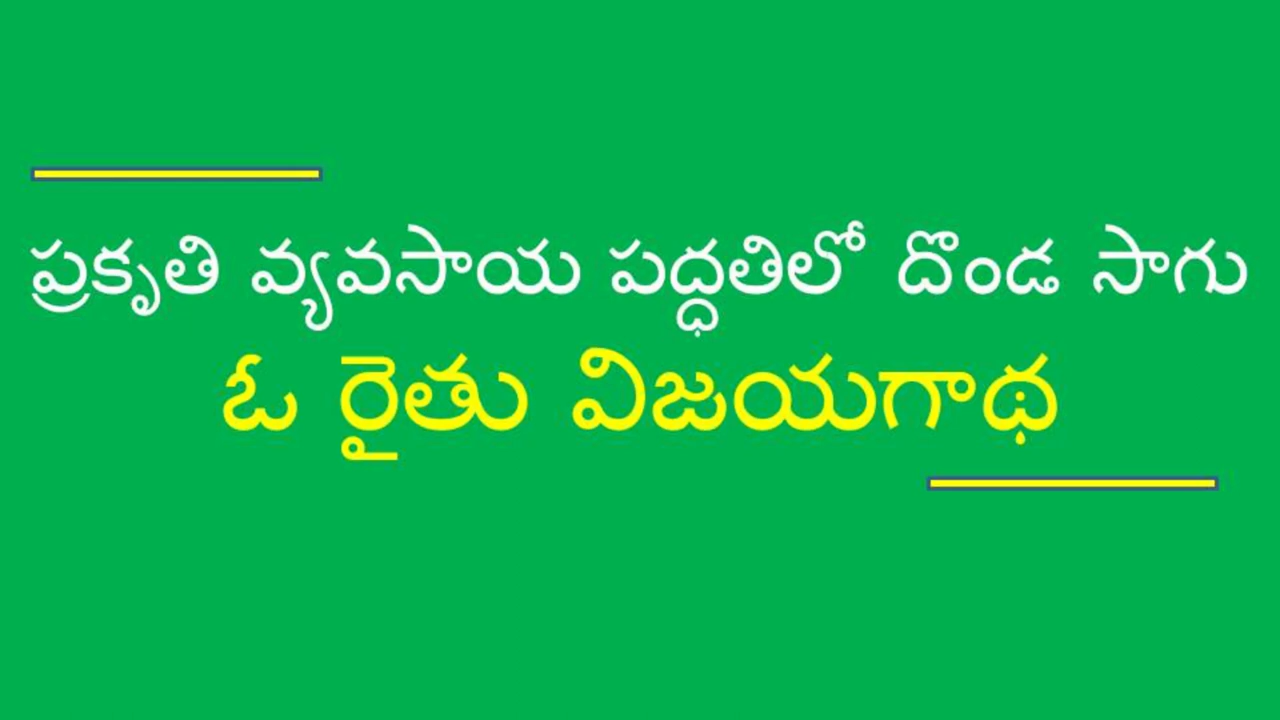 ప్రకృతి వ్యవసాయ పద్ధతిలో దొండ సాగు
ఓ రైతు విజయగాథ